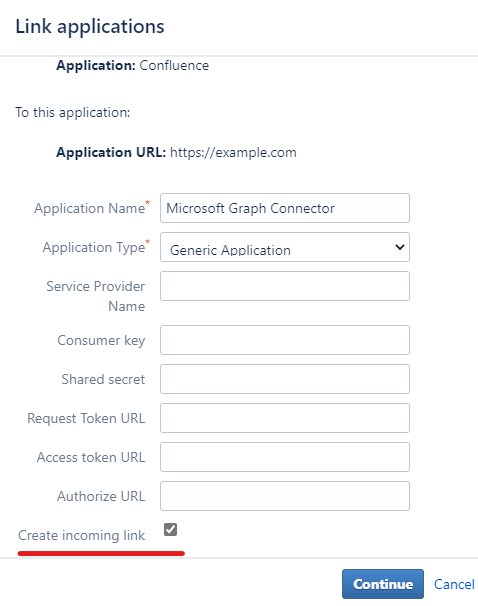 Link applications
Application: Confluence
To this application:
Application URL: https://example.com
Application Name* Microsoft Graph Connector
Application Type* Generic Application
Service Provider
Name
Consumer key
Shared secret
Request Token URL
Access token URL
Authorize URL
Create incoming link
Continue Cancel